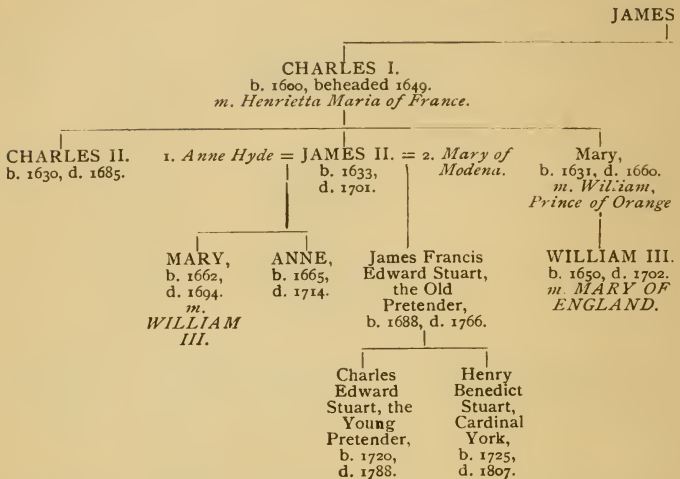 JAMES
CHARLES I.
b. 1600, beheaded 1649.
m. Henrietta Maria of France.
CHARLES II.
b. 1630, d. 1685.
1. Anne Hyde = JAMES II. = 2. Mary of
Modena.
b. 1633,
d. 1701.
Mary,
b. 1631, d. 1660.
m. William,
Prince of Orange
MARY,
b. 1662,
d. 1694.
m.
WILLIAM
III.
ANNE,
b. 1665,
d. 1714.
James Francis
Edward Stuart,
the Old
Pretender,
b. 1688, d. 1766.
WILLIAM III.
b. 1650, d. 1702.
m. MARY OF
ENGLAND.
Charles
Edward
Stuart, the
Young
Pretender,
b. 1720,
d. 1788.
Henry
Benedict
Stuart,
Cardinal
York,
b. 1725,
d. 1807.